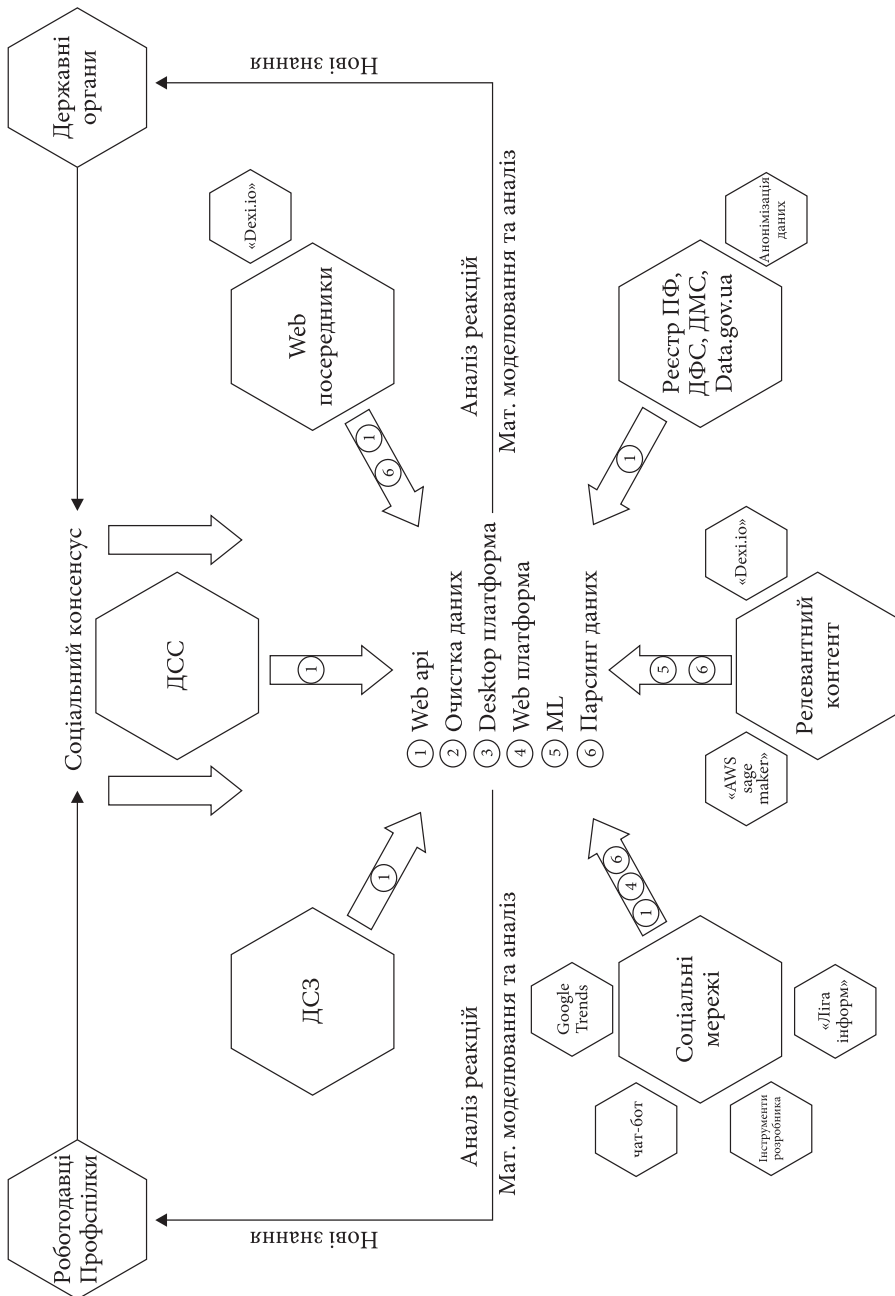 Роботодавці
Профспілки
Соціальний консенсус
Державні
органи
ДСС
Нові знання
Нові знання
ДСЗ
Web
посередники
«Dexi.io»
1
1
1
6
Аналіз реакцій
Мат. моделювання та аналіз
Аналіз реакцій
Мат. моделювання та аналіз
1 Web api
2 Очистка даних
3 Desktop платформа
4 Web платформа
5 ML
6 Парсинг даних
1
4
6
5
6
1
Google
Trends
чат-бот
Соціальні
мережі
Інструменти
розробника
«Ліга
інформ»
«AWS
sage
maker»
Релевантний
контент
«Dexi.io»
Реєстр ПФ,
ДФС, ДМС,
Data.gov.ua
Анонімізація
даних